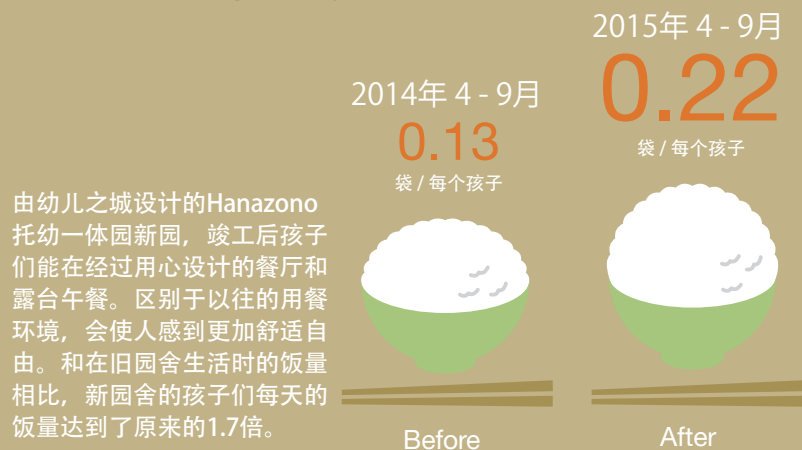 由幼儿之城设计的Hanazono
托幼一体园新园，竣工后孩子
们能在经过用心设计的餐厅和
露台午餐。区别于以往的用餐
环境，会使人感到更加舒适自
由。和在旧园舍生活时的饭量
相比，新园舍的孩子们每天的
饭量达到了原来的1.7倍。
2014年 4 - 9月
0.13
袋 / 每个孩子
Before
2015年 4 - 9月
0.22
袋 / 每个孩子
After